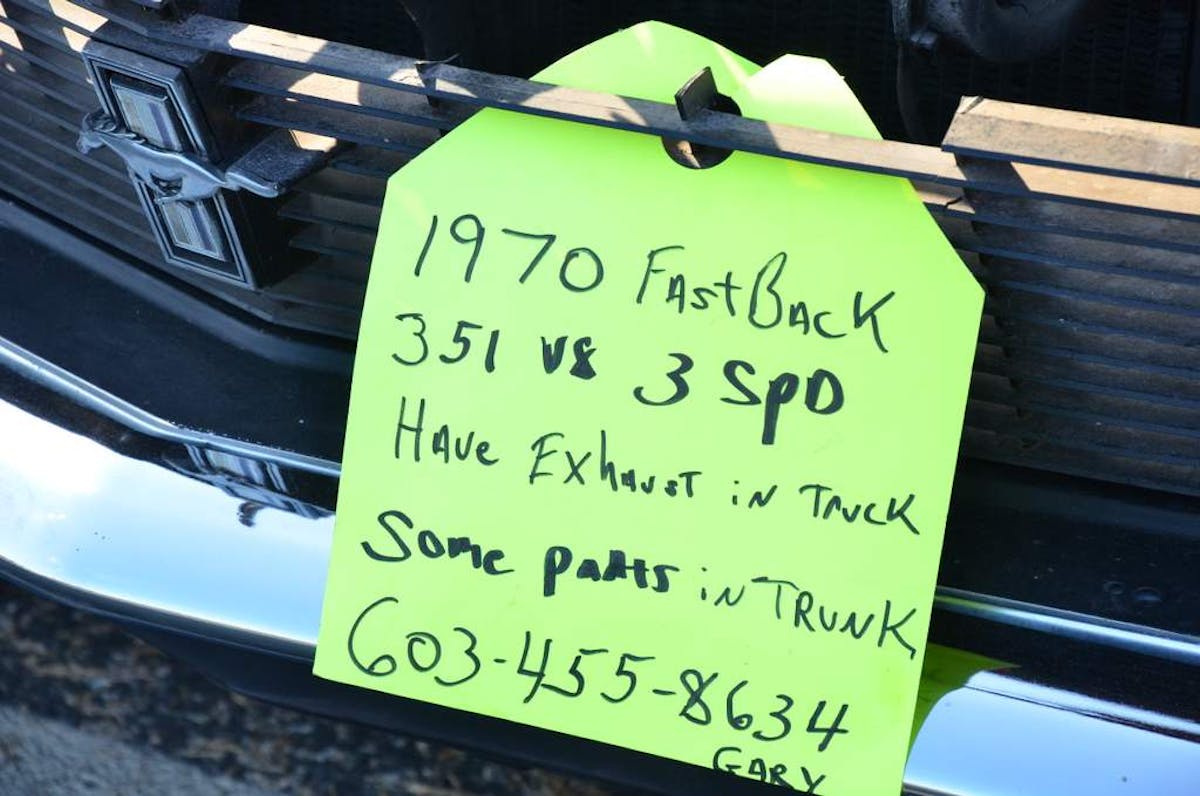 1970 FastBack
351 V8 3 SpD
Have Exhaust in Truck
Some parts in TRUNK
603-455-8634
GARY